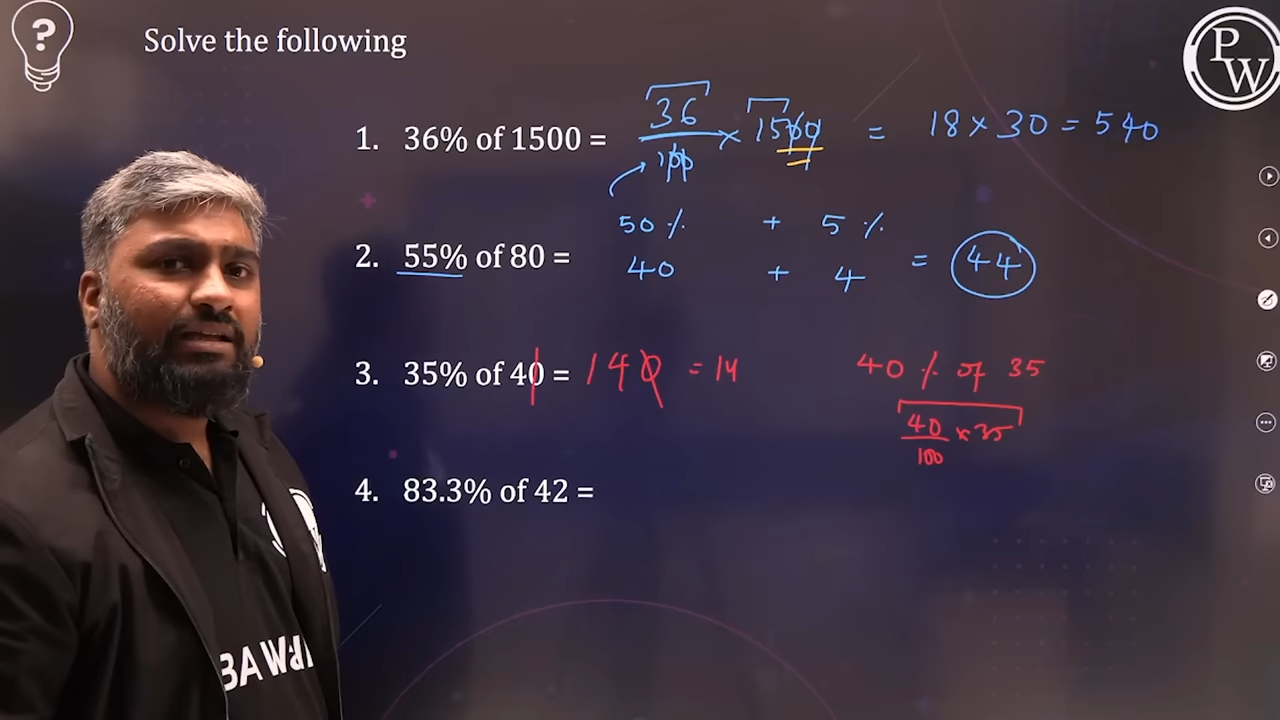 ?
Solve the following
PW
1. 36% of 1500 = 36/100 × 1500 = 18 × 30 = 540
50% + 5%
2. 55% of 80 = 40 + 4 = 44
3. 35% of 40 = 140 = 14
40% of 35
40/100 × 35
4. 83.3% of 42 =
BA Wall